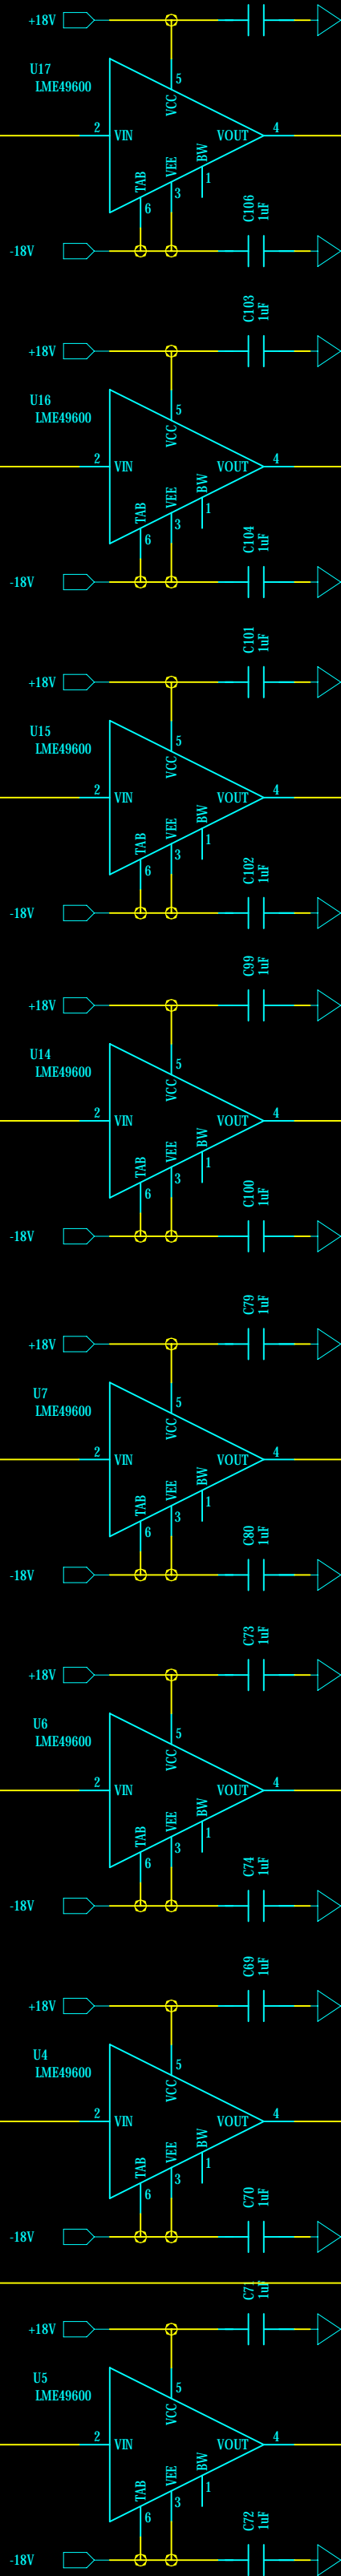 +18V
U17
LME49600
5
VCC
2
VIN
VOUT
4
BW
1
VEE
3
TAB
6
C106
1uF
-18V
C103
1uF
+18V
U16
LME49600
5
VCC
2
VIN
VOUT
4
BW
1
VEE
3
TAB
6
C104
1uF
-18V
C101
1uF
+18V
U15
LME49600
5
VCC
2
VIN
VOUT
4
BW
1
VEE
3
TAB
6
C102
1uF
-18V
C99
1uF
+18V
U14
LME49600
5
VCC
2
VIN
VOUT
4
BW
1
VEE
3
TAB
6
C100
1uF
-18V
C79
1uF
+18V
U7
LME49600
5
VCC
2
VIN
VOUT
4
BW
1
VEE
3
TAB
6
C80
1uF
-18V
C73
1uF
+18V
U6
LME49600
5
VCC
2
VIN
VOUT
4
BW
1
VEE
3
TAB
6
C74
1uF
-18V
C69
1uF
+18V
U4
LME49600
5
VCC
2
VIN
VOUT
4
BW
1
VEE
3
TAB
6
C70
1uF
-18V
C71
1uF
+18V
U5
LME49600
5
VCC
2
VIN
VOUT
4
BW
1
VEE
3
TAB
6
C72
1uF
-18V